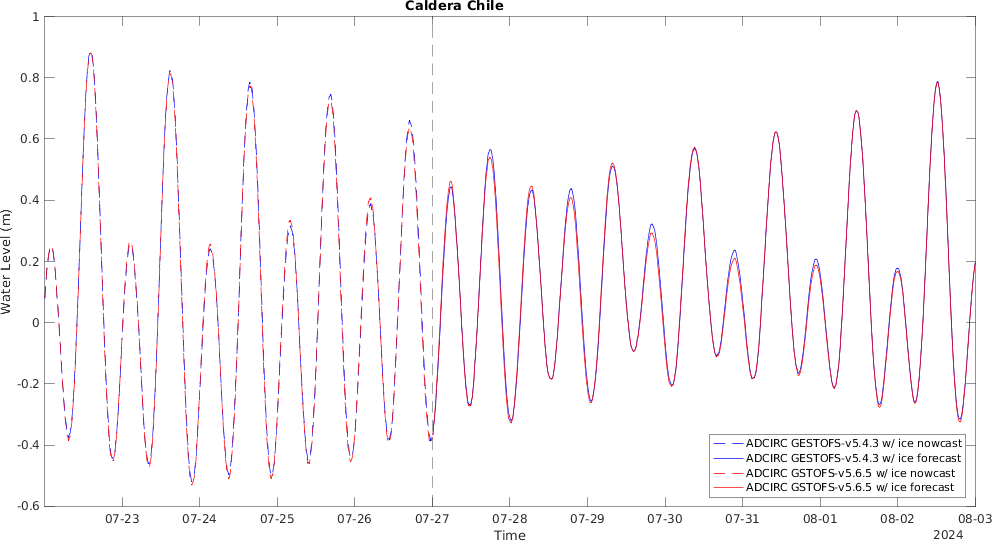 Caldera Chile
1
0.8
0.6
0.4
0.2
0
-0.2
-0.4
-0.6
Water Level (m)
ADCIRC GESTOFS-v5.4.3 w/ ice nowcast
ADCIRC GESTOFS-v5.4.3 w/ ice forecast
ADCIRC GSTOFS-v5.6.5 w/ ice nowcast
ADCIRC GSTOFS-v5.6.5 w/ ice forecast
07-23 07-24 07-25 07-26 07-27 07-28 07-29 07-30 07-31 08-01 08-02 08-03
Time
2024